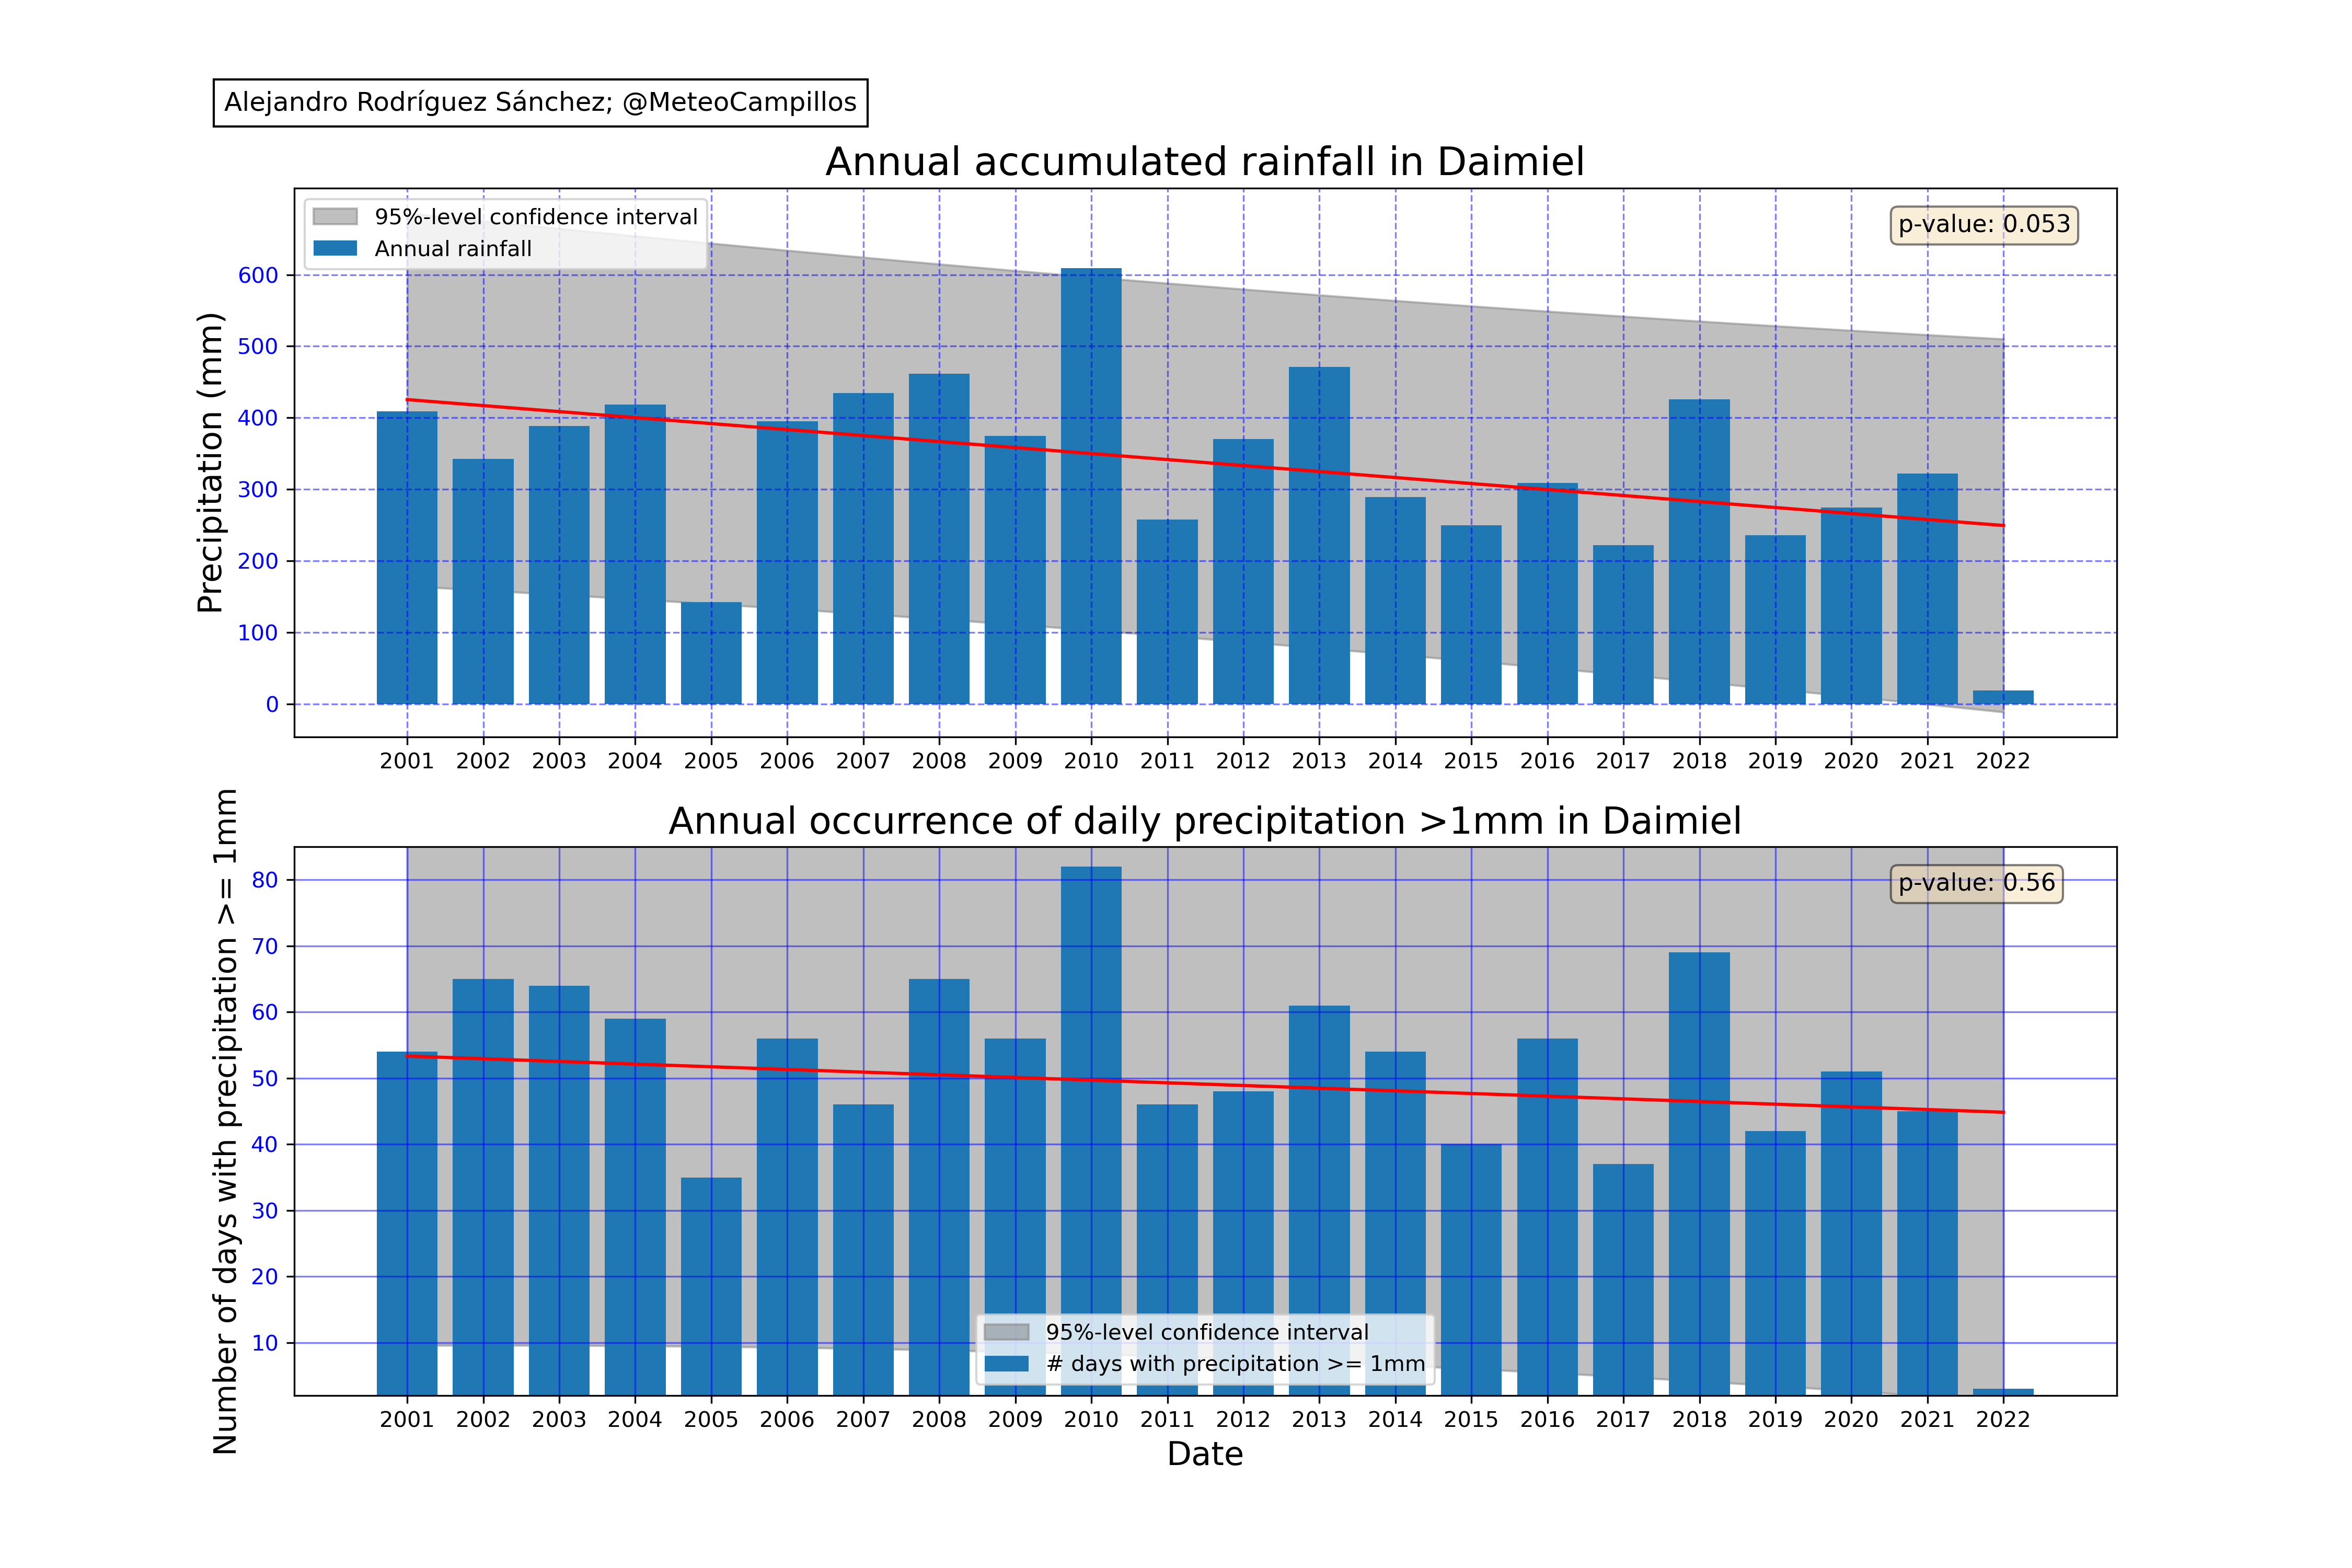 Alejandro Rodríguez Sánchez; @MeteoCampillos
Annual accumulated rainfall in Daimiel
95%-level confidence interval
Annual rainfall
p-value: 0.053
Precipitation (mm)
600
500
400
300
200
100
0
2001 2002 2003 2004 2005 2006 2007 2008 2009 2010 2011 2012 2013 2014 2015 2016 2017 2018 2019 2020 2021 2022
Annual occurrence of daily precipitation >1mm in Daimiel
p-value: 0.56
Number of days with precipitation >= 1mm
80
70
60
50
40
30
20
10
95%-level confidence interval
# days with precipitation >= 1mm
2001 2002 2003 2004 2005 2006 2007 2008 2009 2010 2011 2012 2013 2014 2015 2016 2017 2018 2019 2020 2021 2022
Date